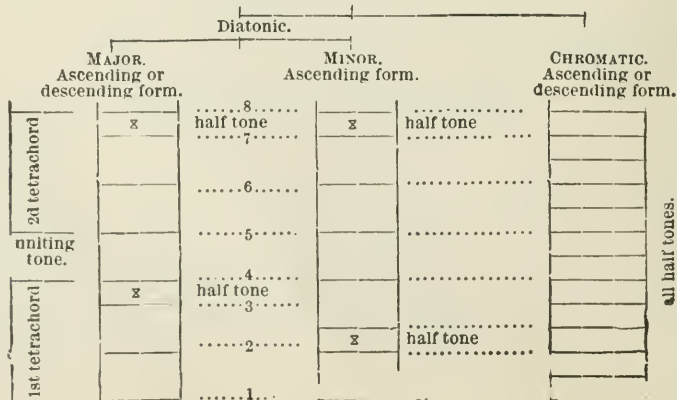 Diatonic.
MAJOR. MINOR. CHROMATIC.
Ascending or Ascending form. Ascending or
descending form. descending form.
8
⧖ half tone ⧖ half tone
7
2d tetrachord
6
5
uniting
tone.
4
⧖ half tone
3
⧖ half tone
2
1st tetrachord
1
all half tones.